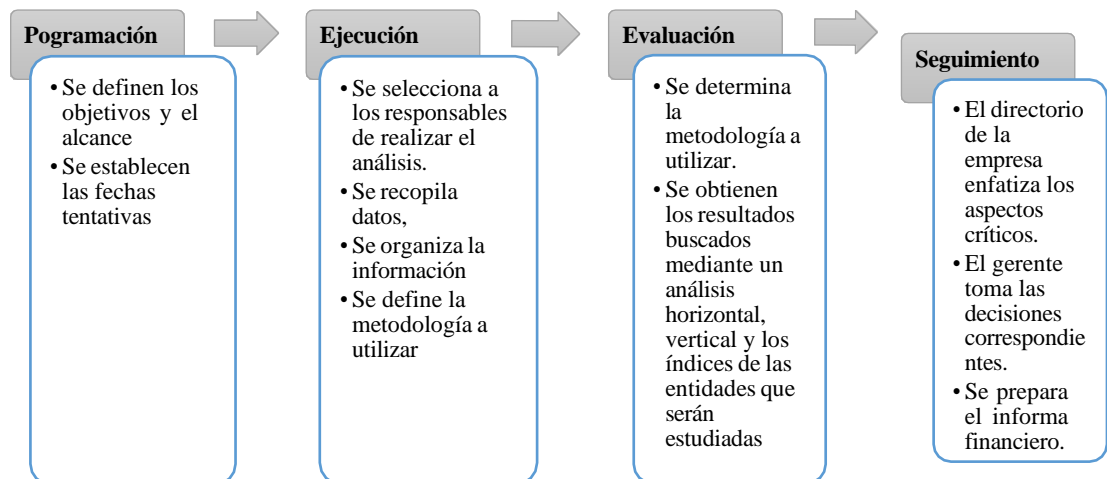 Pogramación
• Se definen los
objetivos y el
alcance
• Se establecen
las fechas
tentativas
Ejecución
• Se selecciona a
los responsables
de realizar el
análisis.
• Se recopila
datos,
• Se organiza la
información
• Se define la
metodología a
utilizar
Evaluación
• Se determina
la
metodología a
utilizar.
• Se obtienen
los resultados
buscados
mediante un
análisis
horizontal,
vertical y los
índices de las
entidades que
serán
estudiadas
Seguimiento
• El directorio
de la
empresa
enfatiza los
aspectos
críticos.
• El gerente
toma las
decisiones
correspondie
ntes.
• Se prepara
el informa
financiero.